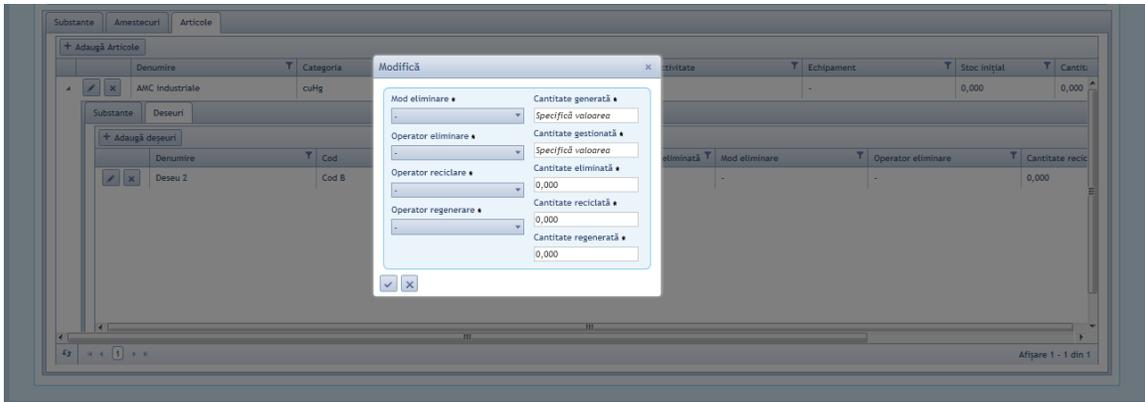 Substante Amestecuri Articole
+ Adaugă Articole
Denumire Categoria ctivitate Echipament Stoc inițial Cantit
AMC industriale cuHg - 0,000 0,000
Substante Deseuri
+ Adaugă deșeuri
Denumire Cod eliminată Mod eliminare Operator eliminare Cantitate recic
Deseu 2 Cod B - - 0,000
Modifică
Mod eliminare
-
Operator eliminare
-
Operator reciclare
-
Operator regenerare
-
Cantitate generată
Specifică valoarea
Cantitate gestionată
Specifică valoarea
Cantitate eliminată
0,000
Cantitate reciclată
0,000
Cantitate regenerată
0,000
1
Afișare 1 - 1 din 1